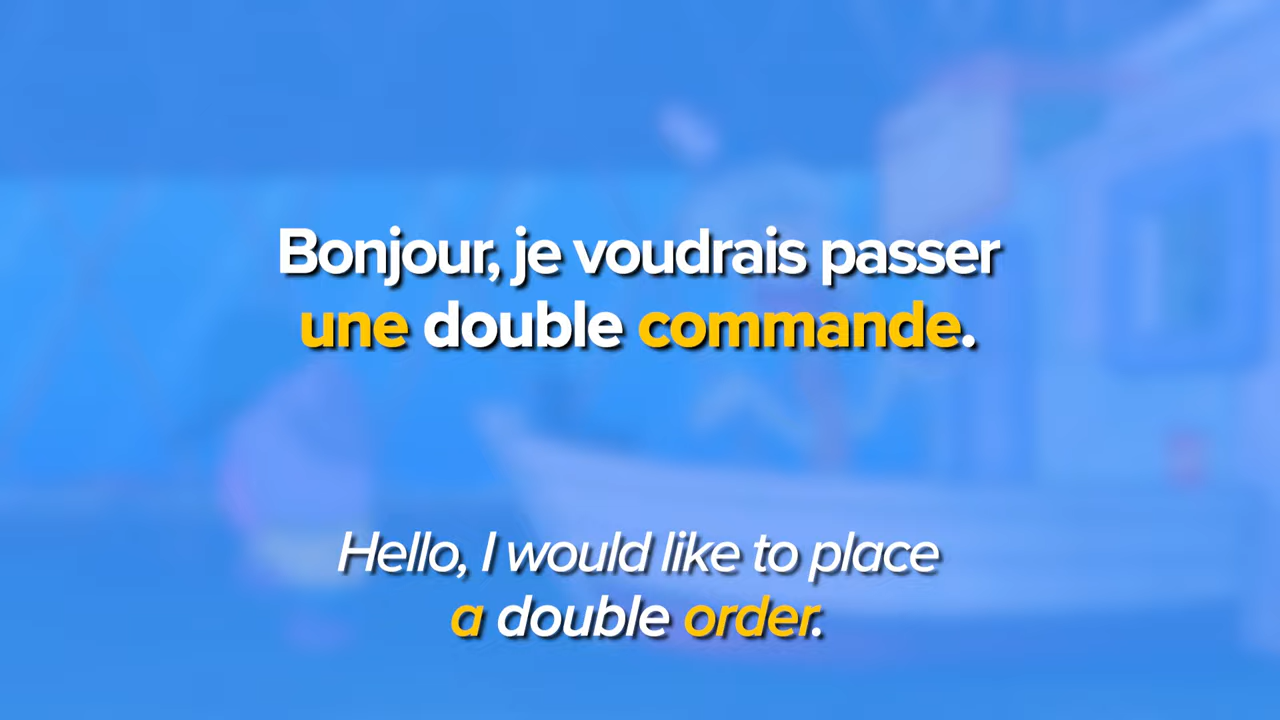 Bonjour, je voudrais passer
une double commande.
Hello, I would like to place
a double order.